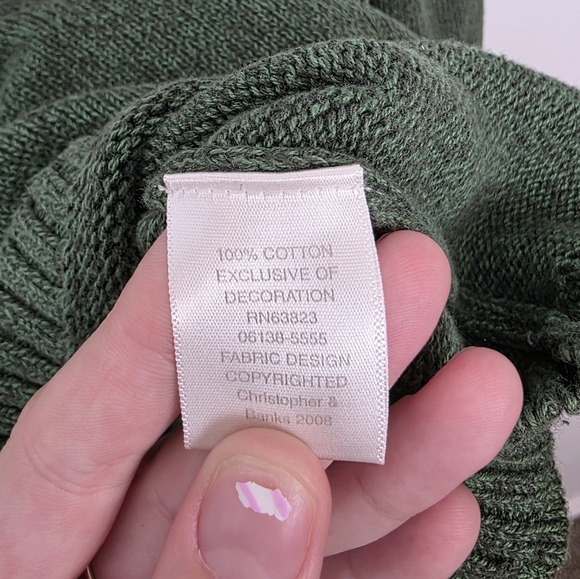 100% COTTON
EXCLUSIVE OF
DECORATION
RN63823
06138-5555
FABRIC DESIGN
COPYRIGHTED
Christopher &
Banks 2008